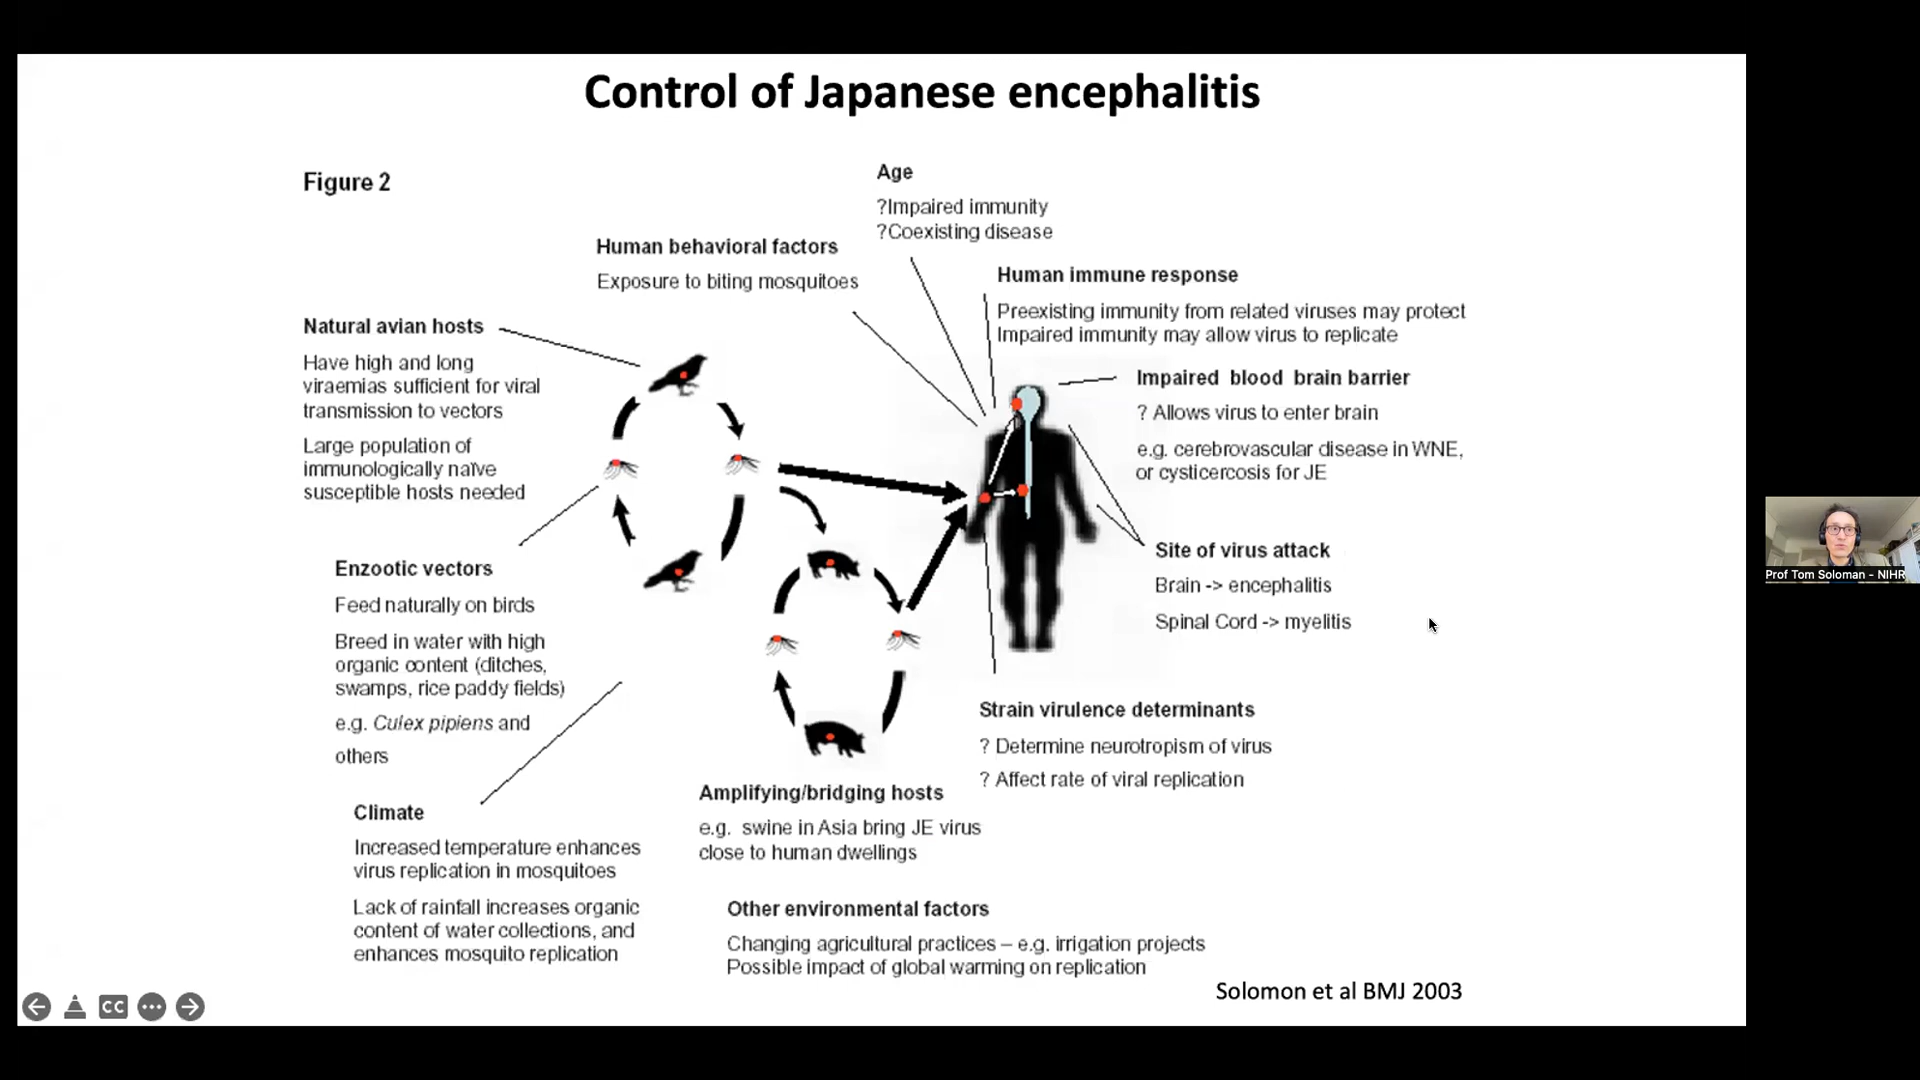 Control of Japanese encephalitis
Figure 2
Age
?Impaired immunity
?Coexisting disease
Human behavioral factors
Exposure to biting mosquitoes
Human immune response
Preexisting immunity from related viruses may protect
Impaired immunity may allow virus to replicate
Natural avian hosts
Have high and long
viraemias sufficient for viral
transmission to vectors
Large population of
immunologically naïve
susceptible hosts needed
Impaired blood brain barrier
? Allows virus to enter brain
e.g. cerebrovascular disease in WNE,
or cysticercosis for JE
Enzootic vectors
Feed naturally on birds
Breed in water with high
organic content (ditches,
swamps, rice paddy fields)
e.g. Culex pipiens and
others
Site of virus attack
Brain -> encephalitis
Spinal Cord -> myelitis
Strain virulence determinants
? Determine neurotropism of virus
? Affect rate of viral replication
Climate
Increased temperature enhances
virus replication in mosquitoes
Lack of rainfall increases organic
content of water collections, and
enhances mosquito replication
Amplifying/bridging hosts
e.g. swine in Asia bring JE virus
close to human dwellings
Other environmental factors
Changing agricultural practices – e.g. irrigation projects
Possible impact of global warming on replication
Solomon et al BMJ 2003
CC
Prof Tom Soloman - NIHR